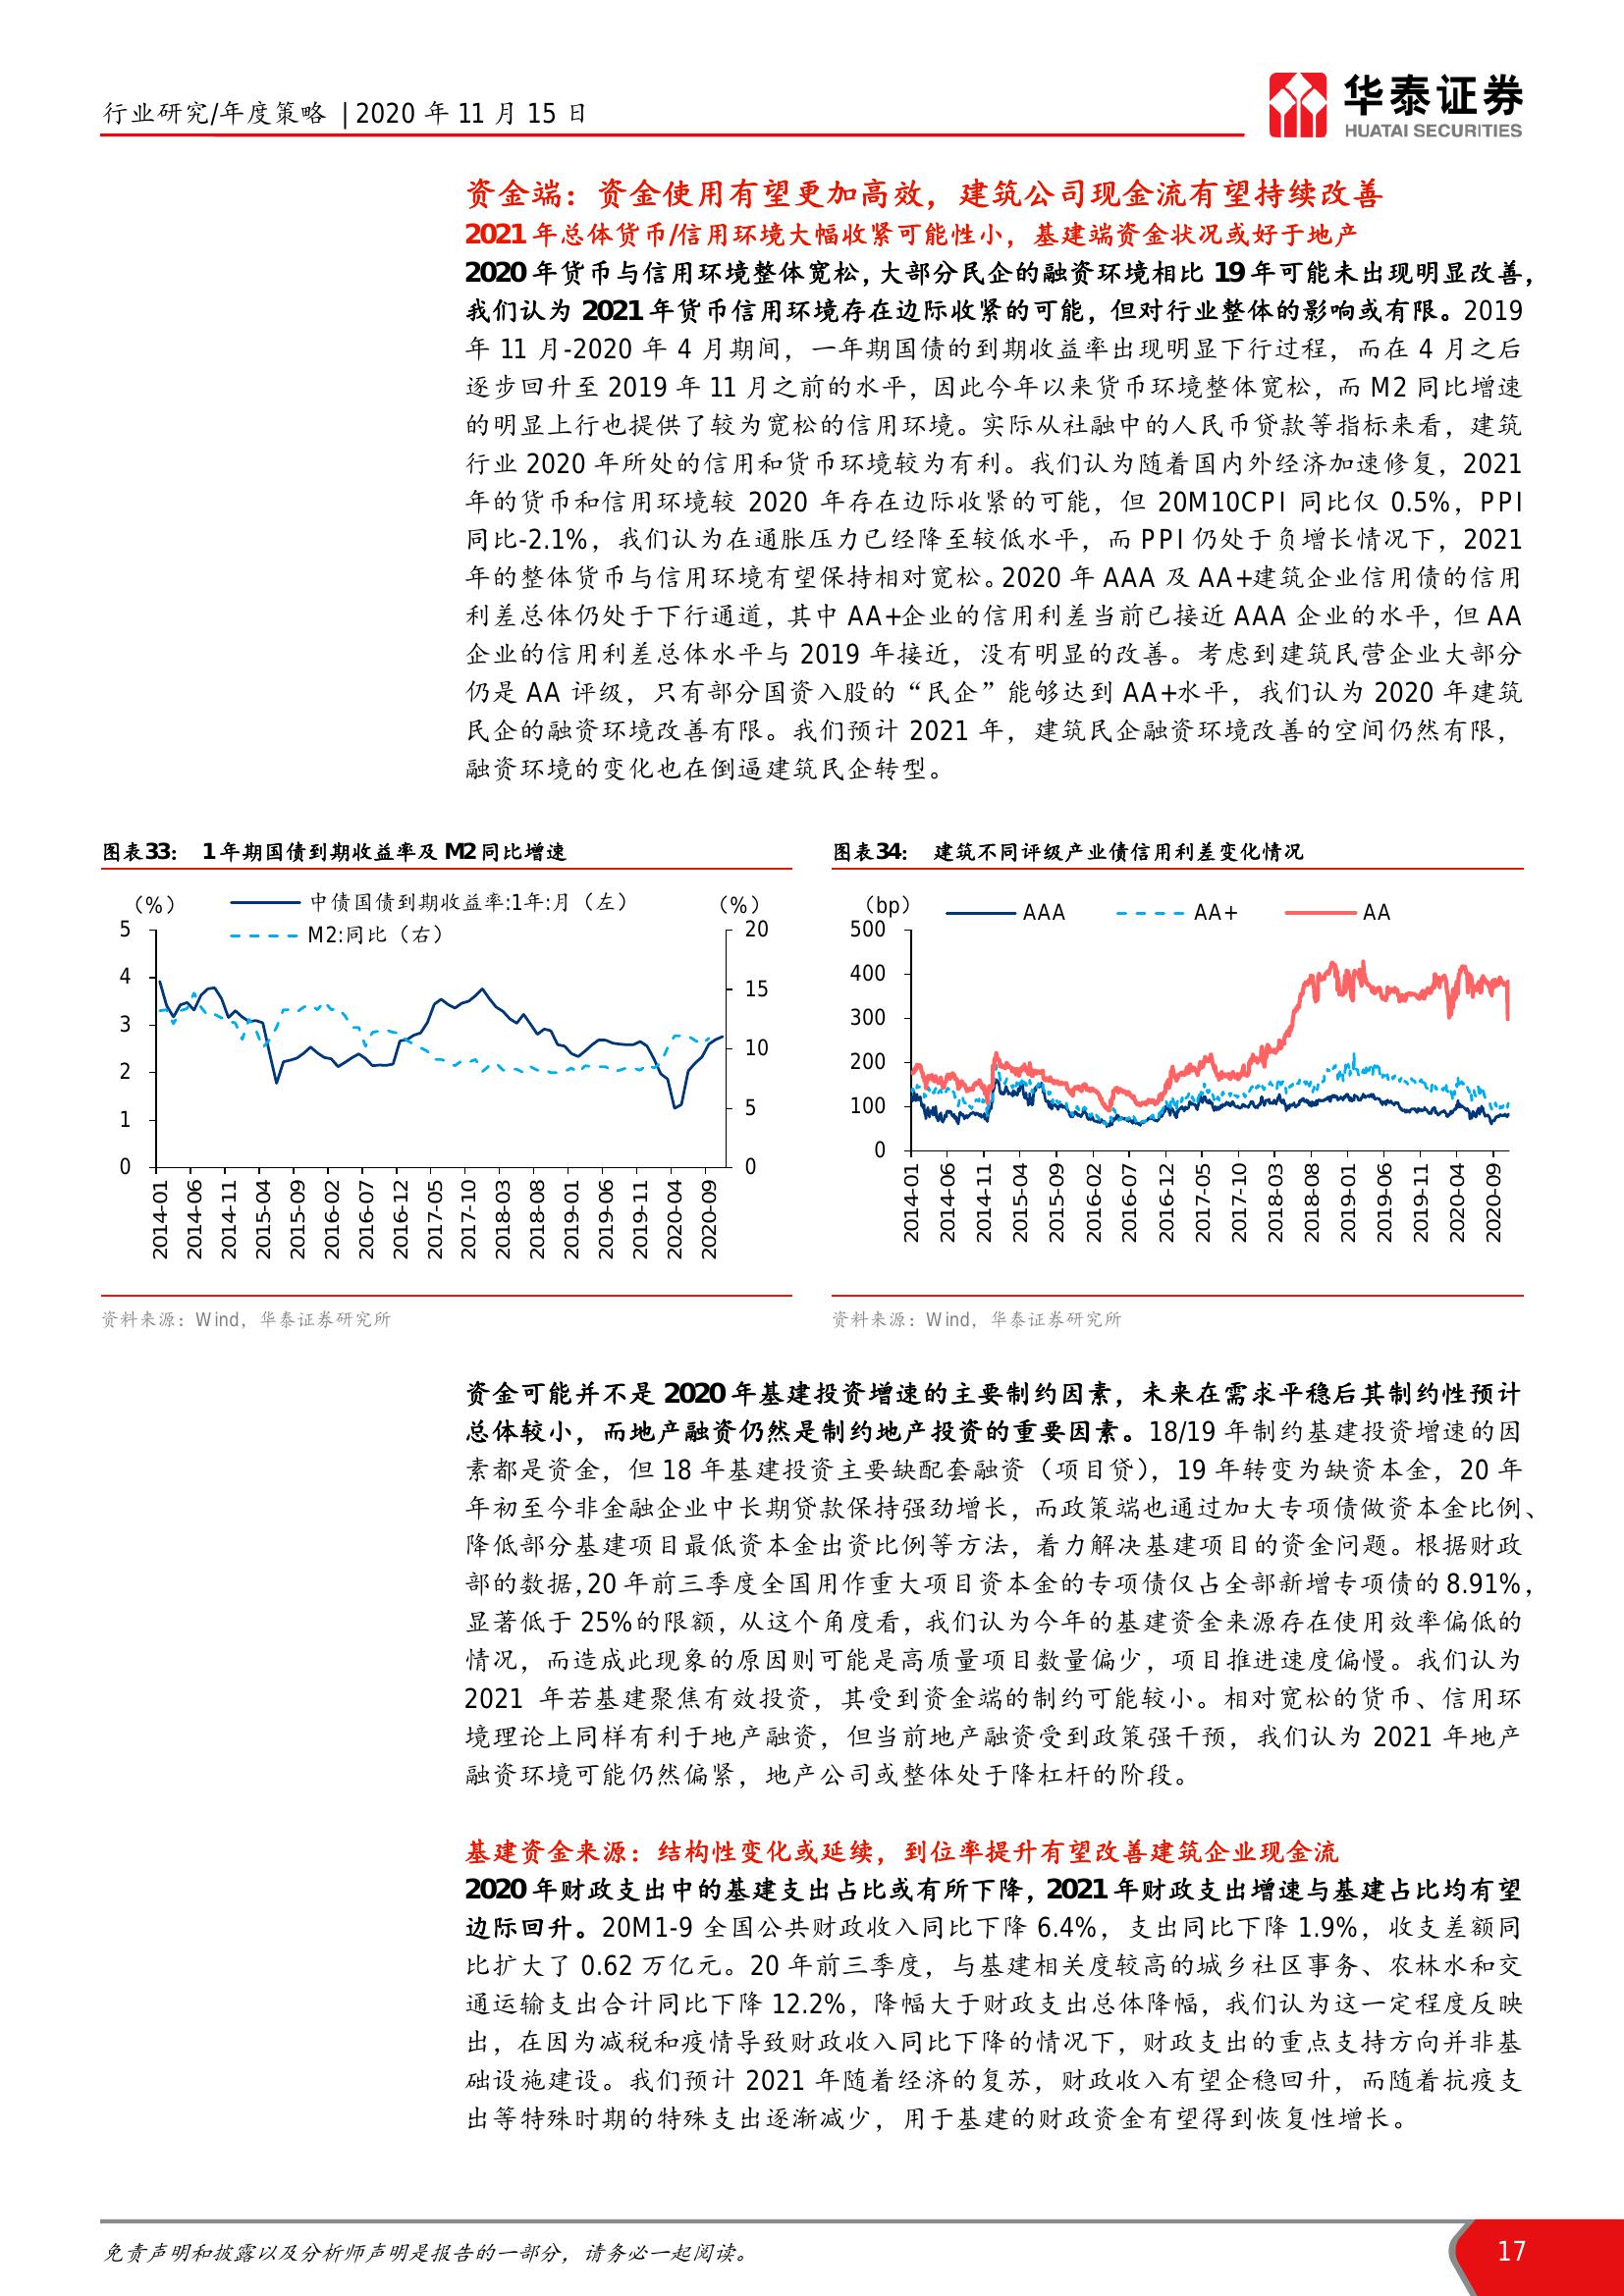 行业研究/年度策略 | 2020 年 11 月 15 日
华泰证券
HUATAI SECURITIES
资金端：资金使用有望更加高效，建筑公司现金流有望持续改善
2021 年总体货币/信用环境大幅收紧可能性小，基建端资金状况或好于地产
2020 年货币与信用环境整体宽松，大部分民企的融资环境相比 19 年可能未出现明显改善，
我们认为 2021 年货币信用环境存在边际收紧的可能，但对行业整体的影响或有限。2019
年 11 月-2020 年 4 月期间，一年期国债的到期收益率出现明显下行过程，而在 4 月之后
逐步回升至 2019 年 11 月之前的水平，因此今年以来货币环境整体宽松，而 M2 同比增速
的明显上行也提供了较为宽松的信用环境。实际从社融中的人民币贷款等指标来看，建筑
行业 2020 年所处的信用和货币环境较为有利。我们认为随着国内外经济加速修复，2021
年的货币和信用环境较 2020 年存在边际收紧的可能，但 20M10CPI 同比仅 0.5%，PPI
同比-2.1%，我们认为在通胀压力已经降至较低水平，而 PPI 仍处于负增长情况下，2021
年的整体货币与信用环境有望保持相对宽松。2020 年 AAA 及 AA+建筑企业信用债的信用
利差总体仍处于下行通道，其中 AA+企业的信用利差当前已接近 AAA 企业的水平，但 AA
企业的信用利差总体水平与 2019 年接近，没有明显的改善。考虑到建筑民营企业大部分
仍是 AA 评级，只有部分国资入股的“民企”能够达到 AA+水平，我们认为 2020 年建筑
民企的融资环境改善有限。我们预计 2021 年，建筑民企融资环境改善的空间仍然有限，
融资环境的变化也在倒逼建筑民企转型。
图表33： 1 年期国债到期收益率及 M2 同比增速
（%）
中债国债到期收益率:1年:月（左）
M2:同比（右）
（%）
5
4
3
2
1
0
20
15
10
5
0
2014-01
2014-06
2014-11
2015-04
2015-09
2016-02
2016-07
2016-12
2017-05
2017-10
2018-03
2018-08
2019-01
2019-06
2019-11
2020-04
2020-09
资料来源：Wind，华泰证券研究所
图表34： 建筑不同评级产业债信用利差变化情况
（bp）
AAA
AA+
AA
500
400
300
200
100
0
2014-01
2014-06
2014-11
2015-04
2015-09
2016-02
2016-07
2016-12
2017-05
2017-10
2018-03
2018-08
2019-01
2019-06
2019-11
2020-04
2020-09
资料来源：Wind，华泰证券研究所
资金可能并不是 2020 年基建投资增速的主要制约因素，未来在需求平稳后其制约性预计
总体较小，而地产融资仍然是制约地产投资的重要因素。18/19 年制约基建投资增速的因
素都是资金，但 18 年基建投资主要缺配套融资（项目贷），19 年转变为缺资本金，20 年
年初至今非金融企业中长期贷款保持强劲增长，而政策端也通过加大专项债做资本金比例、
降低部分基建项目最低资本金出资比例等方法，着力解决基建项目的资金问题。根据财政
部的数据，20 年前三季度全国用作重大项目资本金的专项债仅占全部新增专项债的 8.91%，
显著低于 25%的限额，从这个角度看，我们认为今年的基建资金来源存在使用效率偏低的
情况，而造成此现象的原因则可能是高质量项目数量偏少，项目推进速度偏慢。我们认为
2021 年若基建聚焦有效投资，其受到资金端的制约可能较小。相对宽松的货币、信用环
境理论上同样有利于地产融资，但当前地产融资受到政策强干预，我们认为 2021 年地产
融资环境可能仍然偏紧，地产公司或整体处于降杠杆的阶段。
基建资金来源：结构性变化或延续，到位率提升有望改善建筑企业现金流
2020 年财政支出中的基建支出占比或有所下降，2021 年财政支出增速与基建占比均有望
边际回升。20M1-9 全国公共财政收入同比下降 6.4%，支出同比下降 1.9%，收支差额同
比扩大了 0.62 万亿元。20 年前三季度，与基建相关度较高的城乡社区事务、农林水和交
通运输支出合计同比下降 12.2%，降幅大于财政支出总体降幅，我们认为这一定程度反映
出，在因为减税和疫情导致财政收入同比下降的情况下，财政支出的重点支持方向并非基
础设施建设。我们预计 2021 年随着经济的复苏，财政收入有望企稳回升，而随着抗疫支
出等特殊时期的特殊支出逐渐减少，用于基建的财政资金有望得到恢复性增长。
免责声明和披露以及分析师声明是报告的一部分，请务必一起阅读。
17